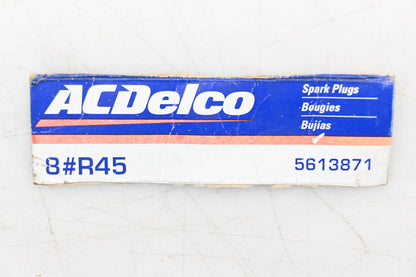 ACDelco
Spark Plugs
Bougies
Bujías
8#R45
5613871